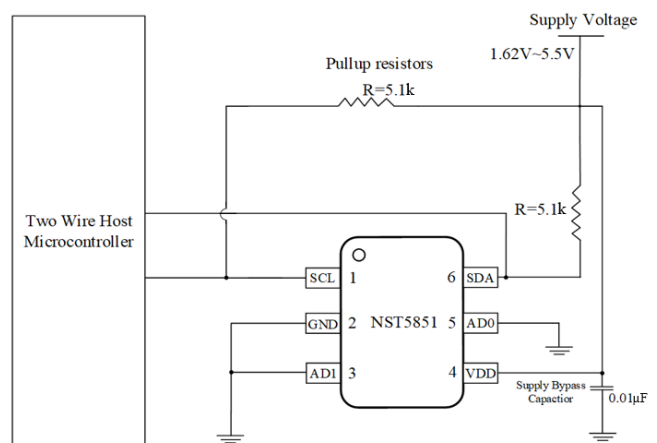 Supply Voltage
1.62V~5.5V
Pullup resistors
R=5.1k
R=5.1k
Two Wire Host
Microcontroller
SCL 1
6 SDA
GND 2
NST5851
5 AD0
AD1 3
4 VDD
Supply Bypass
Capactior
0.01μF